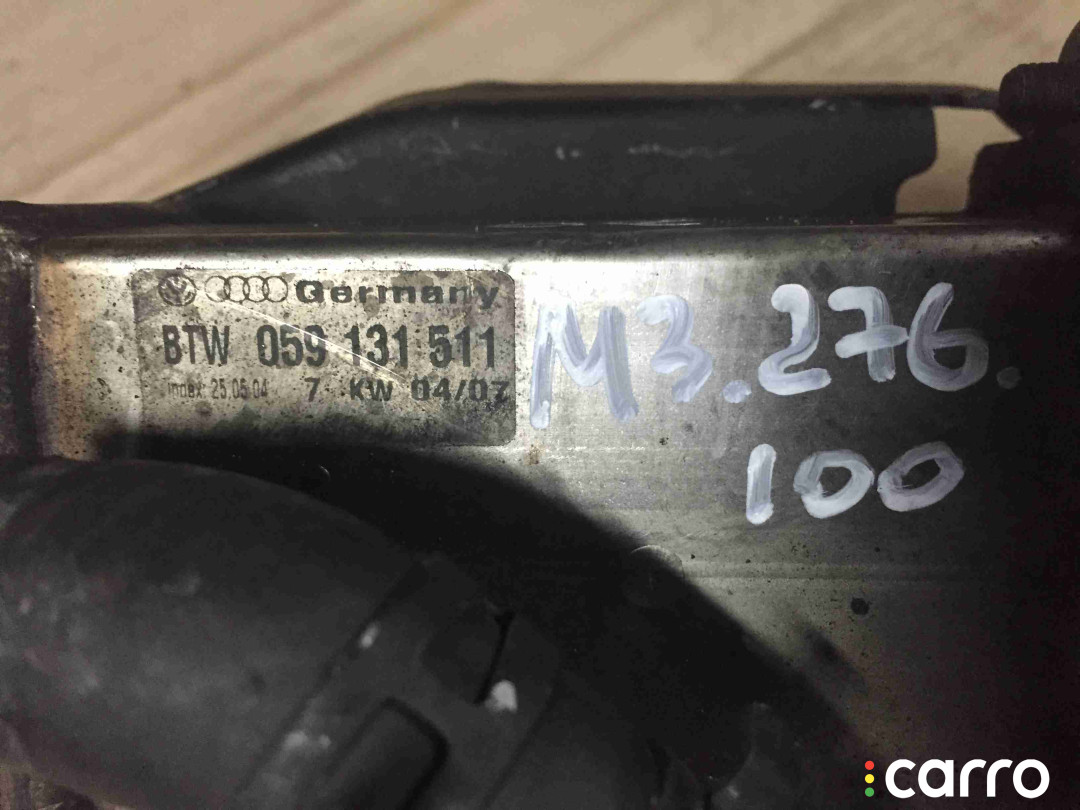 Germany
BTW 059 131 511
Index 25.05.04 7 KW 04/07
M3.276.
100
carro